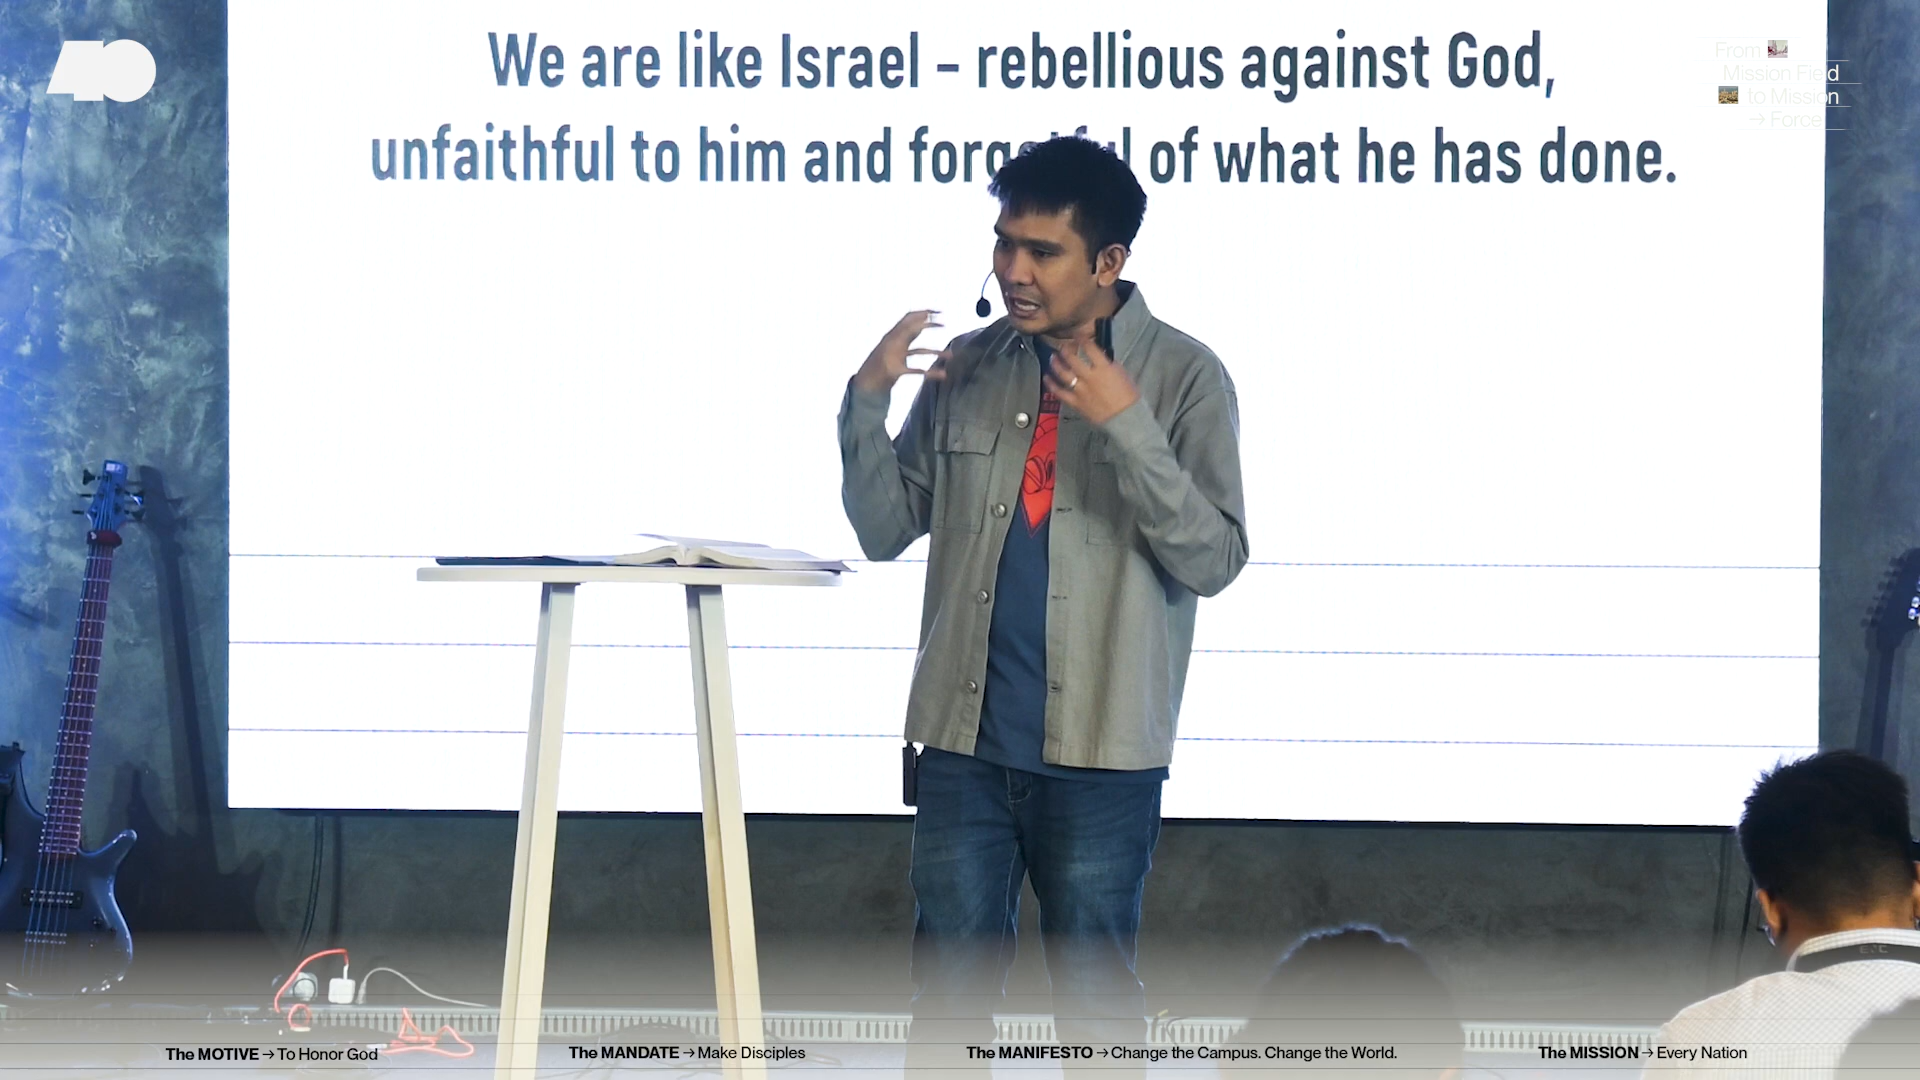 We are like Israel – rebellious against God,
unfaithful to him and of what he has done.
40
From
Mission Field
to Mission
→ Force
The MOTIVE → To Honor God
The MANDATE → Make Disciples
The MANIFESTO → Change the Campus. Change the World.
The MISSION → Every Nation